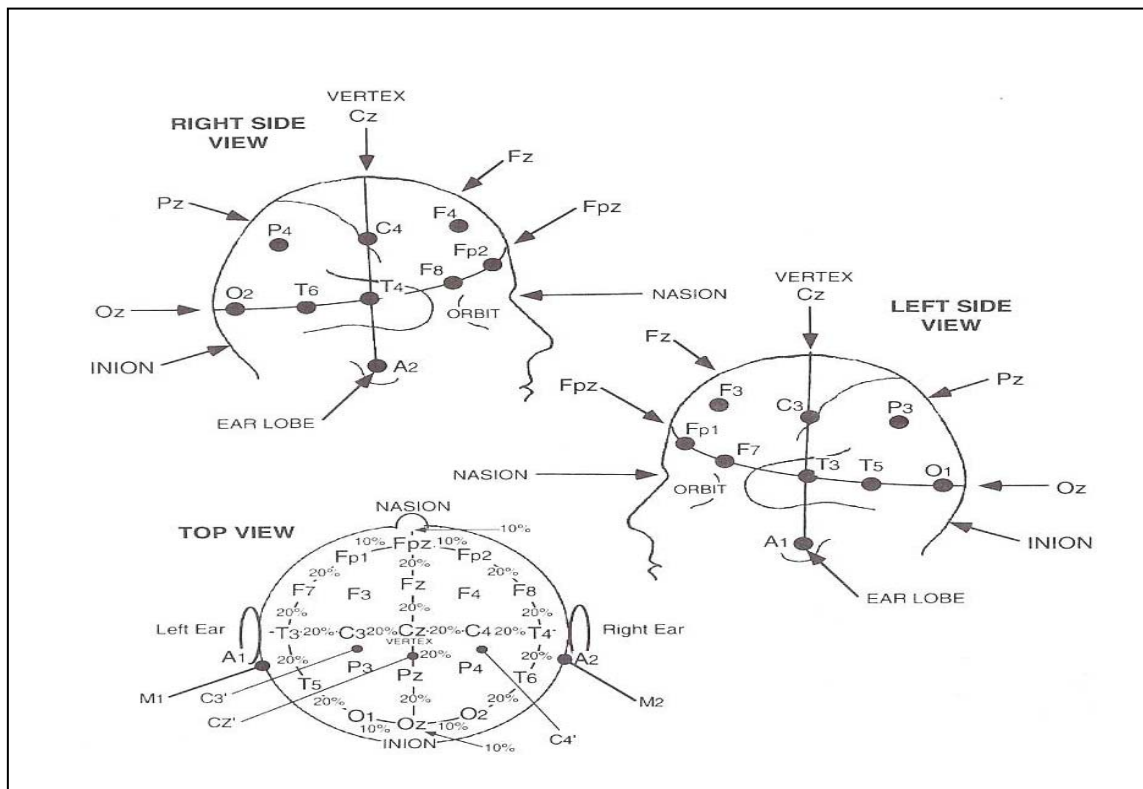 VERTEX
Cz
RIGHT SIDE
VIEW
Fz
Pz
Fpz
F4
P4
C4
Fp2
F8
T4
O2
T6
NASION
Oz
ORBIT
INION
A2
EAR LOBE
VERTEX
Cz
LEFT SIDE
VIEW
Fz
Pz
Fpz
F3
C3
P3
Fp1
F7
T3
T5
O1
NASION
ORBIT
Oz
A1
INION
EAR LOBE
NASION
TOP VIEW
10%
10% 10%
Fp1 Fpz Fp2
20% 20% 20%
F7 F3 Fz F4 F8
20% 20% 20%
Left Ear
T3 20% C3 20% Cz 20% C4 20% T4
Right Ear
VERTEX
A1 20% 20% 20% A2
P3 Pz P4
M1
C3'
T5 T6
M2
20% 20% 20%
Cz'
O1 Oz O2
10% 10%
C4'
INION
10%